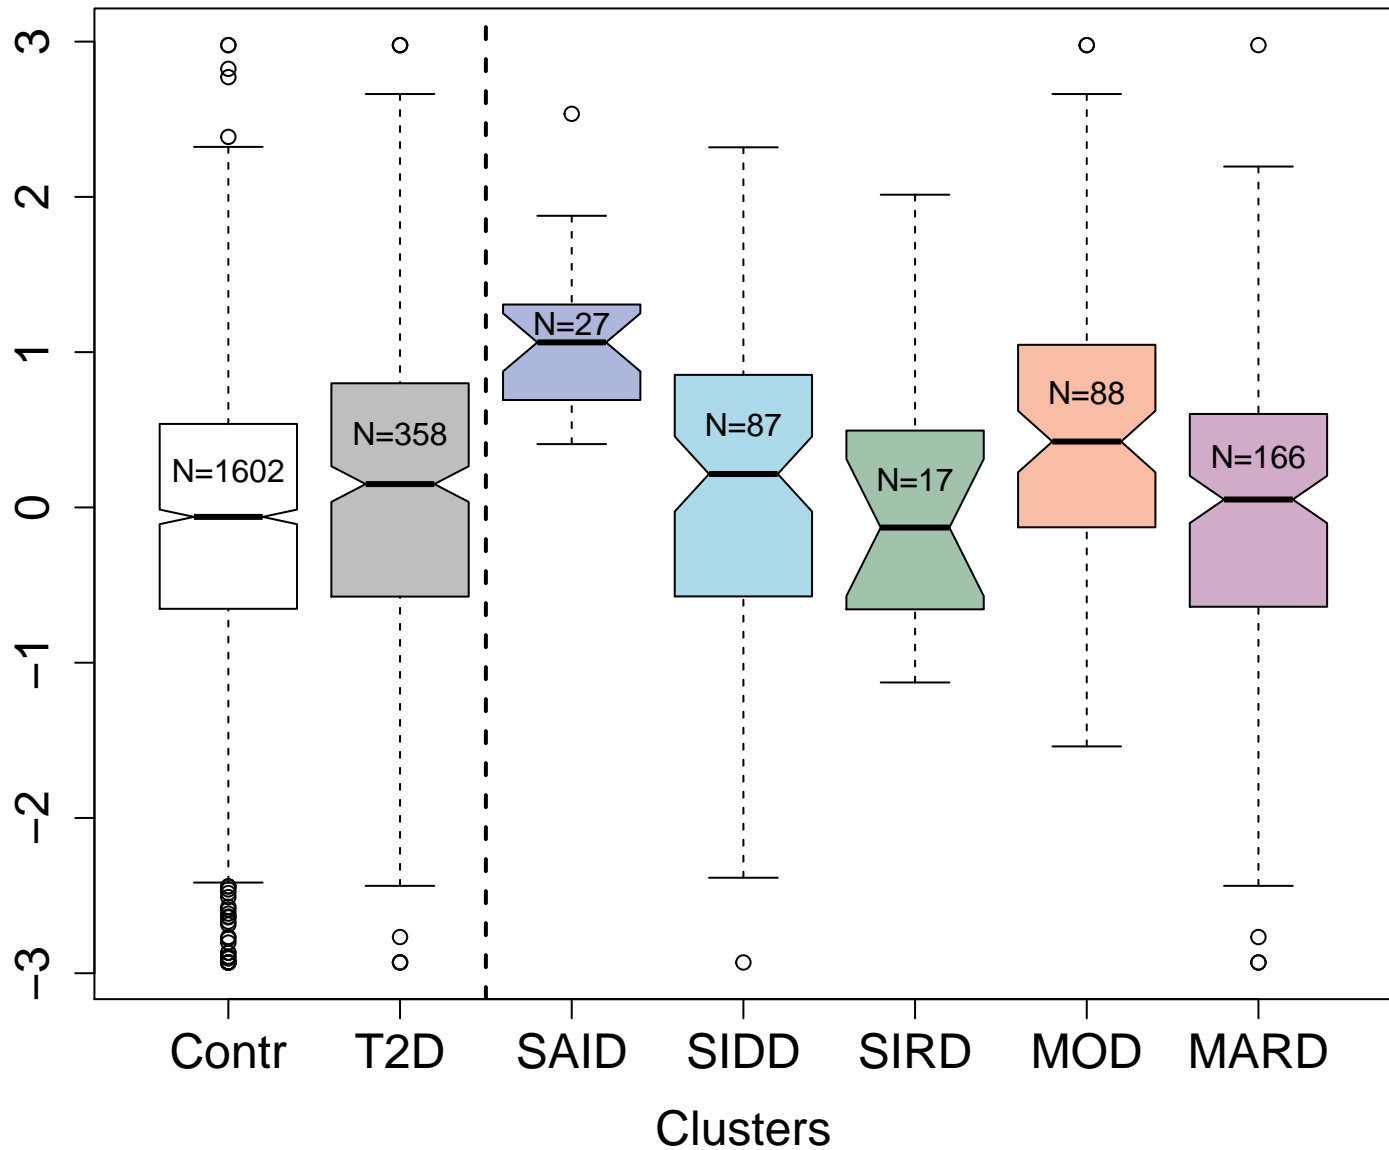 3
2
1
0
−1
−2
−3
N=1602
N=358
N=27
N=87
N=17
N=88
N=166
Contr T2D SAID SIDD SIRD MOD MARD
Clusters